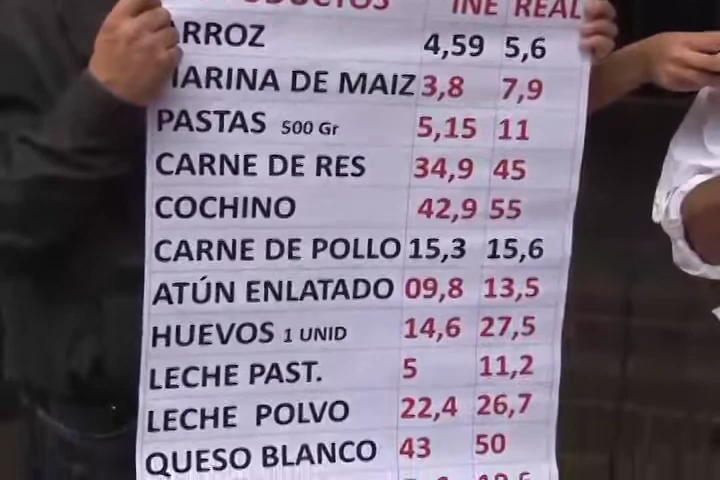 INE REAL
ARROZ 4,59 5,6
HARINA DE MAIZ 3,8 7,9
PASTAS 500 Gr 5,15 11
CARNE DE RES 34,9 45
COCHINO 42,9 55
CARNE DE POLLO 15,3 15,6
ATÚN ENLATADO 09,8 13,5
HUEVOS 1 UNID 14,6 27,5
LECHE PAST. 5 11,2
LECHE POLVO 22,4 26,7
QUESO BLANCO 43 50